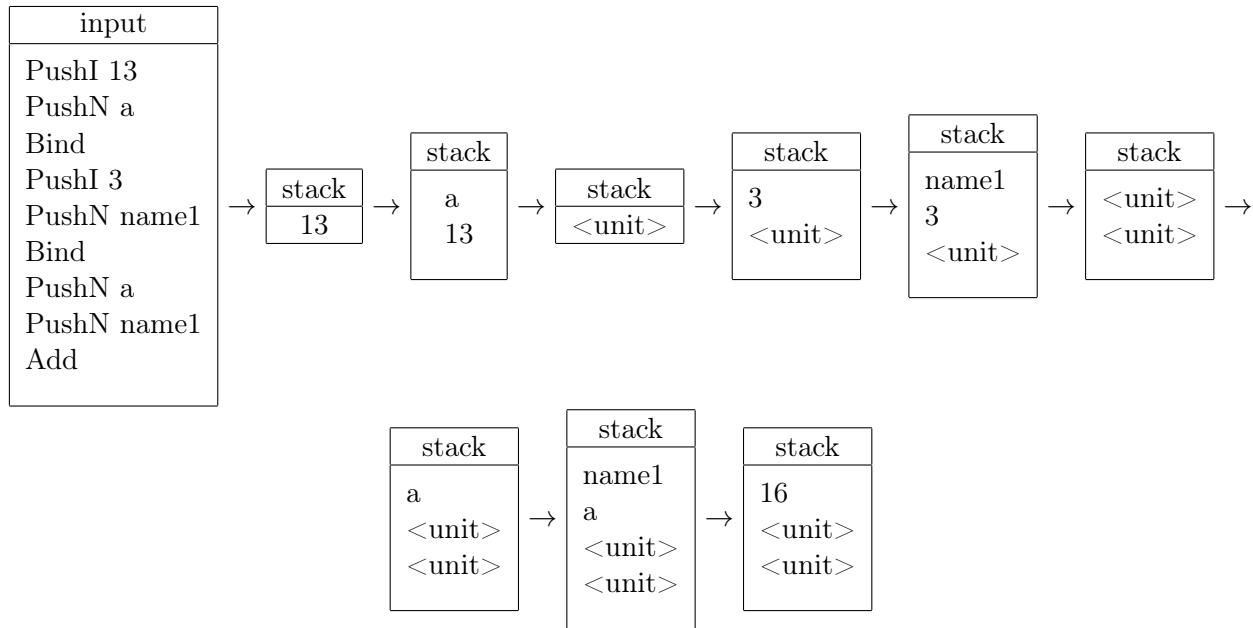 input
PushI 13
PushN a
Bind
PushI 3
PushN name1
Bind
PushN a
PushN name1
Add
→
stack
13
→
stack
a
13
→
stack
<unit>
→
stack
3
<unit>
→
stack
name1
3
<unit>
→
stack
<unit>
<unit>
→
stack
a
<unit>
<unit>
→
stack
name1
a
<unit>
<unit>
→
stack
16
<unit>
<unit>